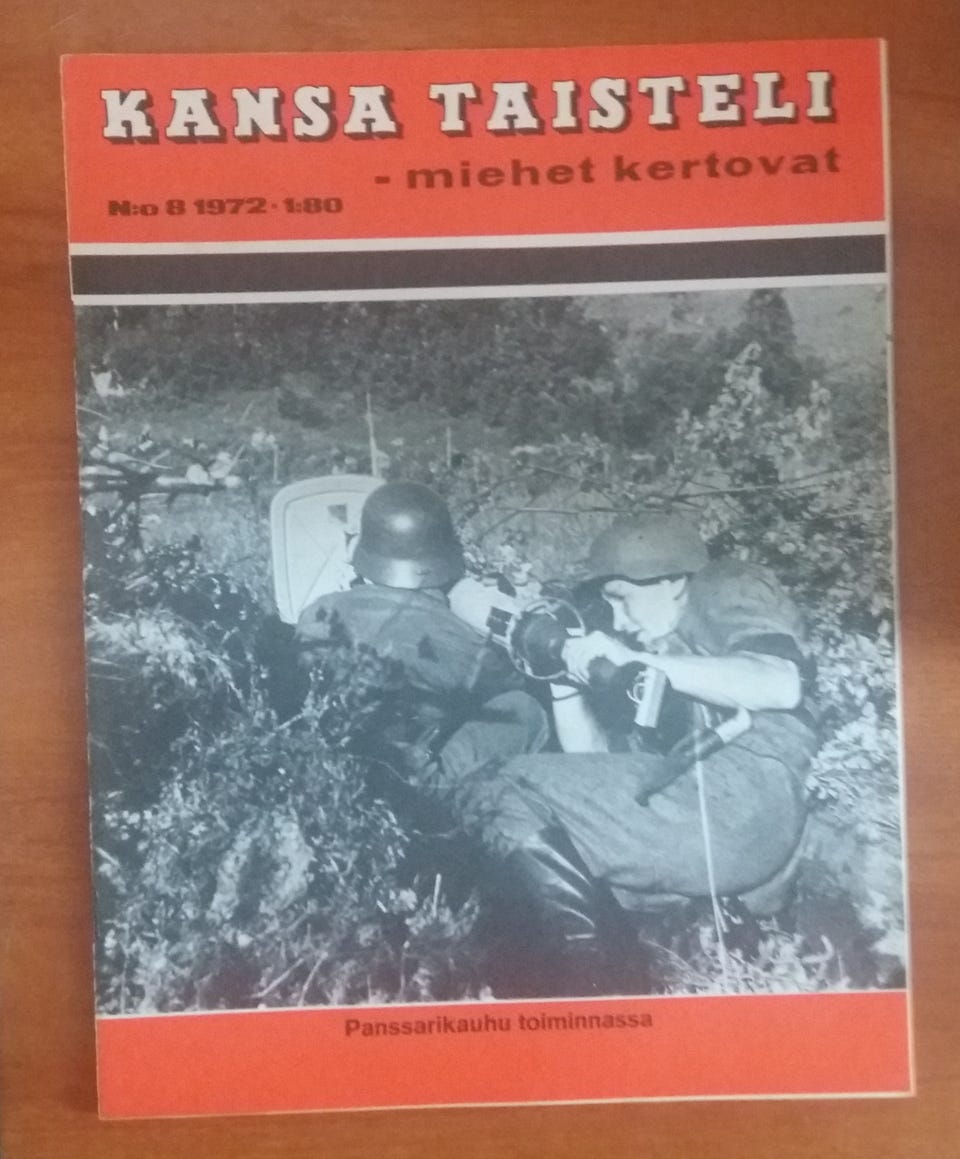 KANSA TAISTELI
- miehet kertovat
N:o 8 1972 · 1:80
Panssarikauhu toiminnassa